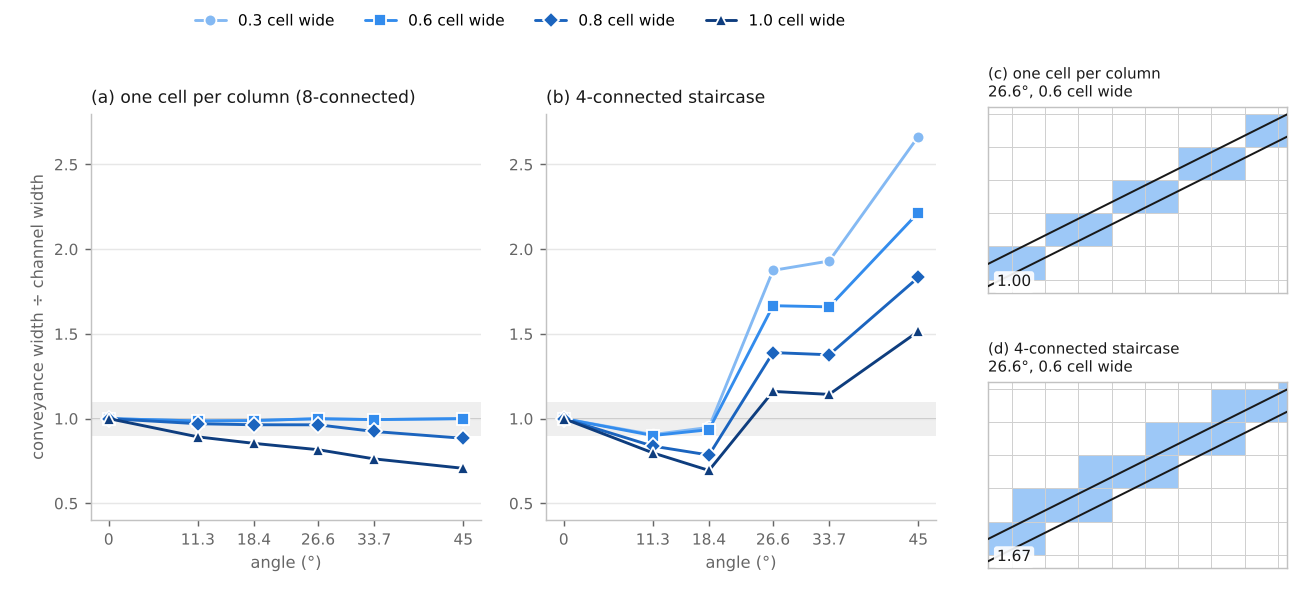 0.3 cell wide
0.6 cell wide
0.8 cell wide
1.0 cell wide
(a) one cell per column (8-connected)
conveyance width ÷ channel width
2.5
2.0
1.5
1.0
0.5
0
11.3
18.4
26.6
33.7
45
angle (°)
(b) 4-connected staircase
2.5
2.0
1.5
1.0
0.5
0
11.3
18.4
26.6
33.7
45
angle (°)
(c) one cell per column
26.6°, 0.6 cell wide
1.00
(d) 4-connected staircase
26.6°, 0.6 cell wide
1.67